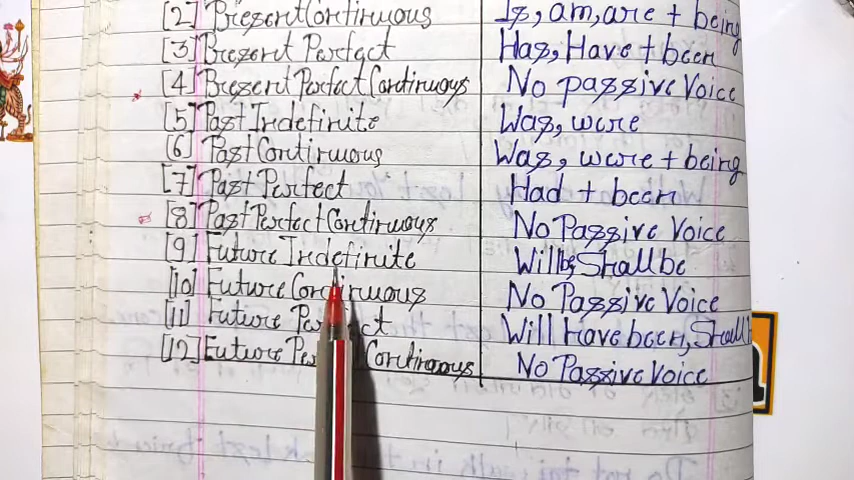 [2] Present Continuous Is, am, are + being
[3] Present Perfect Has, Have + been
[4] Present Perfect Continuous No passive Voice
[5] Past Indefinite Was, were
[6] Past Continuous Was, were + being
[7] Past Perfect Had + been
[8] Past Perfect Continuous No Passive Voice
[9] Future Indefinite Will be, Shall be
[10] Future Continuous No Passive Voice
[11] Future Perfect Will Have been, Shall
[12] Future Continuous No Passive Voice